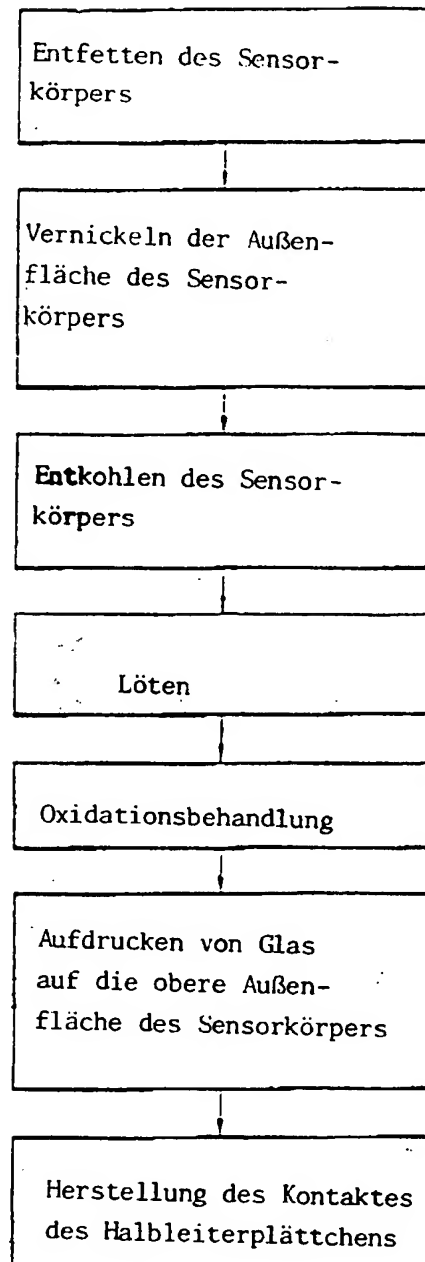 Entfetten des Sensor-
körpers
Vernickeln der Außen-
fläche des Sensor-
körpers
Entkohlen des Sensor-
körpers
Löten
Oxidationsbehandlung
Aufdrucken von Glas
auf die obere Außen-
fläche des Sensorkörpers
Herstellung des Kontaktes
des Halbleiterplättchens